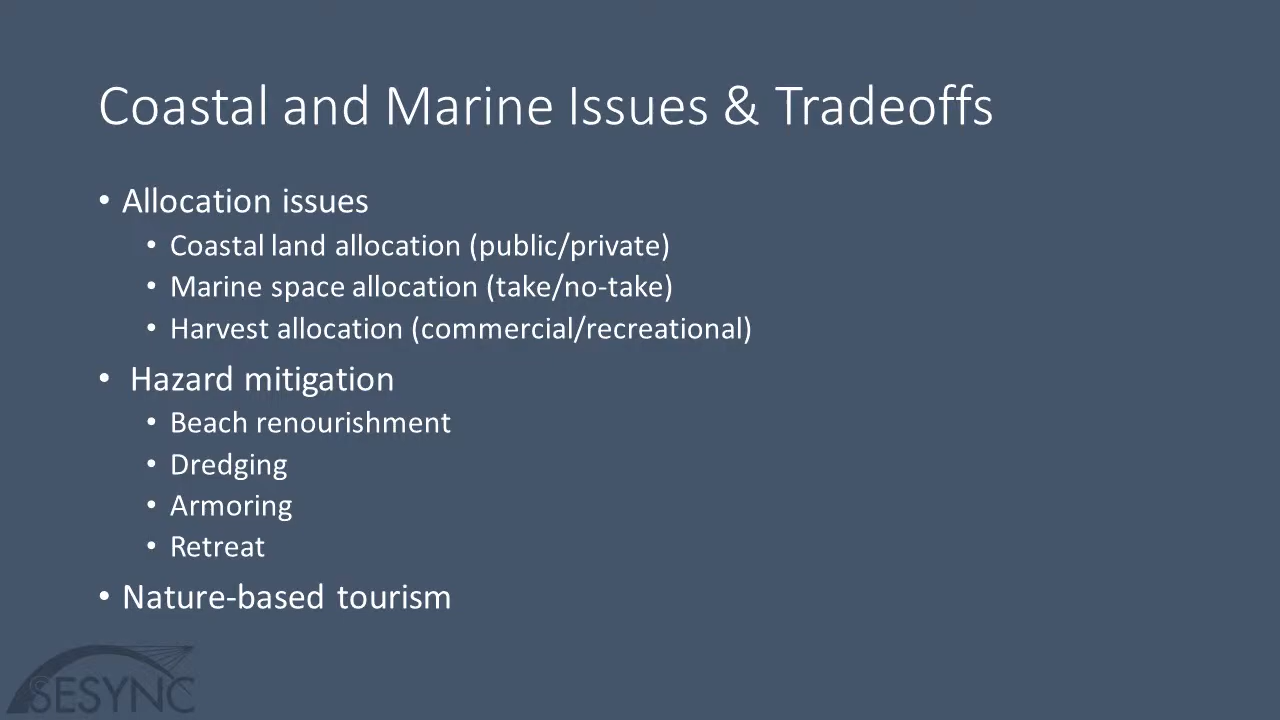 Coastal and Marine Issues & Tradeoffs
• Allocation issues
• Coastal land allocation (public/private)
• Marine space allocation (take/no-take)
• Harvest allocation (commercial/recreational)
• Hazard mitigation
• Beach renourishment
• Dredging
• Armoring
• Retreat
• Nature-based tourism
SESYNC